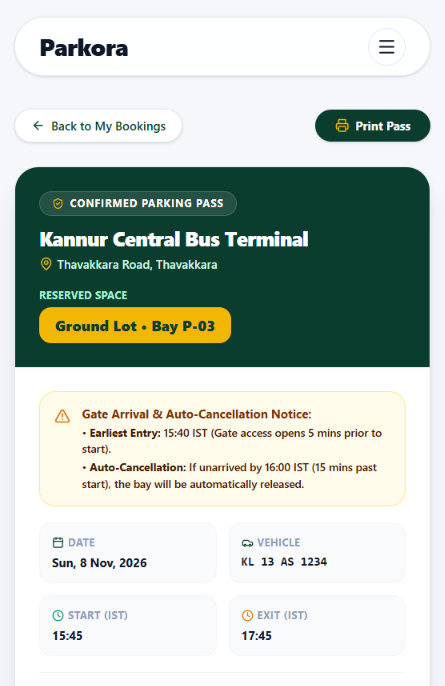 Parkora
Back to My Bookings
Print Pass
CONFIRMED PARKING PASS
Kannur Central Bus Terminal
Thavakkara Road, Thavakkara
RESERVED SPACE
Ground Lot • Bay P-03
Gate Arrival & Auto-Cancellation Notice:
• Earliest Entry: 15:40 IST (Gate access opens 5 mins prior to
start).
• Auto-Cancellation: If unarrived by 16:00 IST (15 mins past
start), the bay will be automatically released.
DATE
Sun, 8 Nov, 2026
VEHICLE
KL 13 AS 1234
START (IST)
15:45
EXIT (IST)
17:45